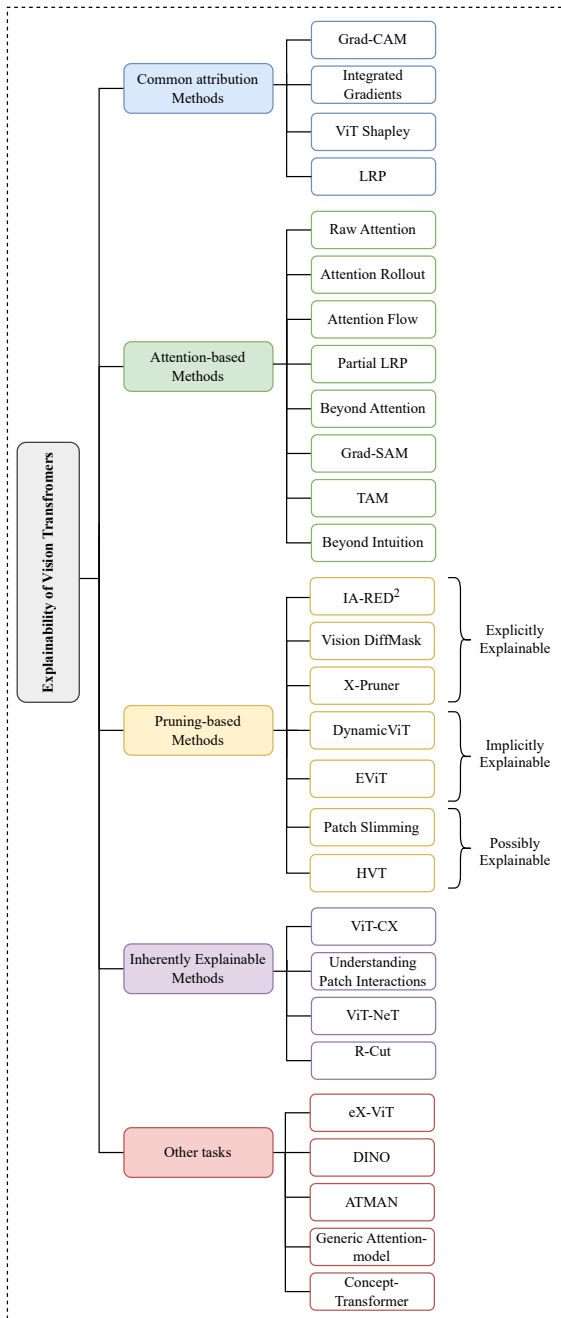 Explainability of Vision Transfromers
Common attribution
Methods
Grad-CAM
Integrated
Gradients
ViT Shapley
LRP
Attention-based
Methods
Raw Attention
Attention Rollout
Attention Flow
Partial LRP
Beyond Attention
Grad-SAM
TAM
Beyond Intuition
Pruning-based
Methods
IA-RED²
Vision DiffMask
X-Pruner
Explicitly
Explainable
DynamicViT
EViT
Implicitly
Explainable
Patch Slimming
HVT
Possibly
Explainable
Inherently Explainable
Methods
ViT-CX
Understanding
Patch Interactions
ViT-NeT
R-Cut
Other tasks
eX-ViT
DINO
ATMAN
Generic Attention-
model
Concept-
Transformer